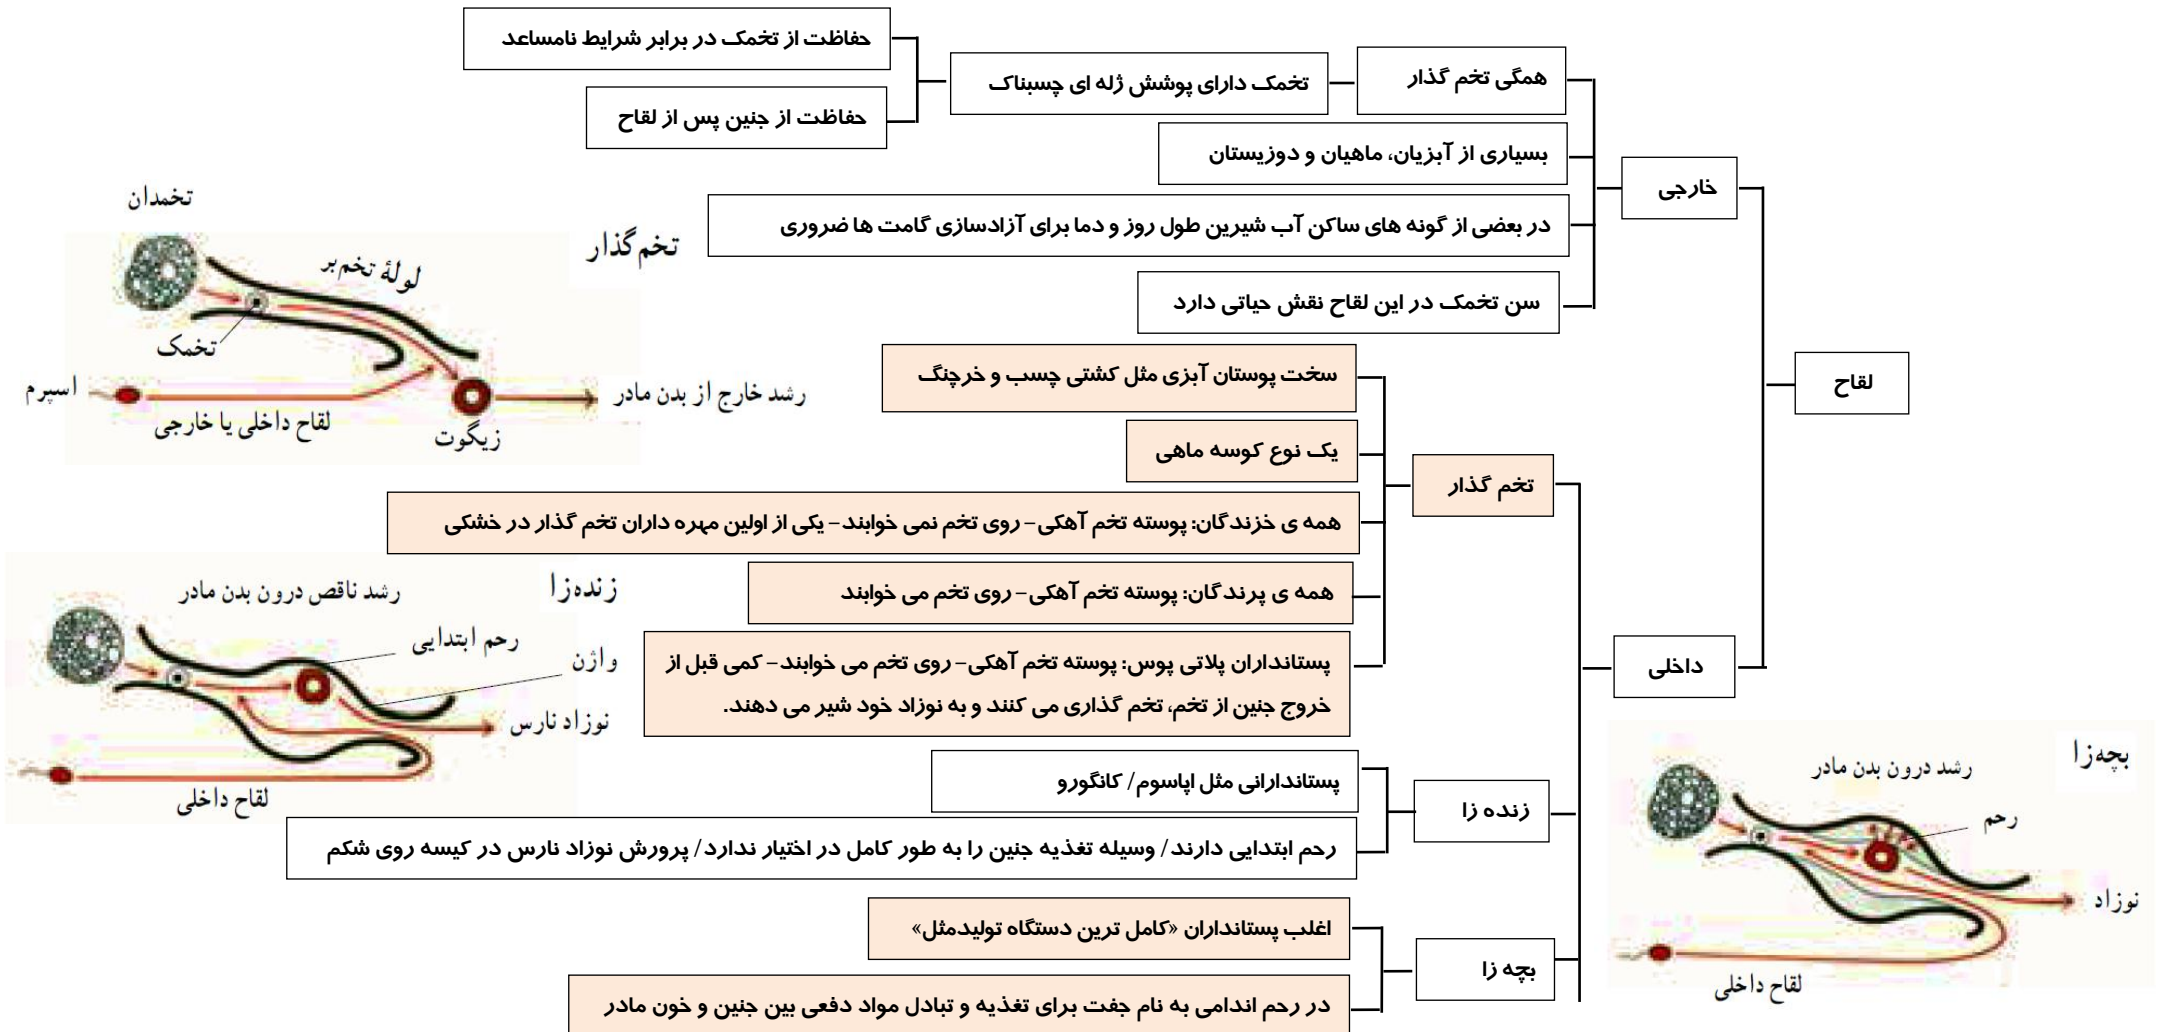 لقاح
خارجی
همگی تخم گذار
تخمک دارای پوشش ژله ای چسبناک
حفاظت از تخمک در برابر شرایط نامساعد
حفاظت از جنین پس از لقاح
بسیاری از آبزیان، ماهیان و دوزیستان
در بعضی از گونه های ساکن آب شیرین طول روز و دما برای آزادسازی گامت ها ضروری
سن تخمک در این لقاح نقش حیاتی دارد
داخلی
تخم گذار
سخت پوستان آبزی مثل کشتی چسب و خرچنگ
یک نوع کوسه ماهی
همه ی خزندگان: پوسته تخم آهکی– روی تخم نمی خوابند– یکی از اولین مهره داران تخم گذار در خشکی
همه ی پرندگان: پوسته تخم آهکی– روی تخم می خوابند
پستانداران پلاتی پوس: پوسته تخم آهکی– روی تخم می خوابند– کمی قبل از
خروج جنین از تخم، تخم گذاری می کنند و به نوزاد خود شیر می دهند.
زنده زا
پستاندارانی مثل اپاسوم/ کانگورو
رحم ابتدایی دارند/ وسیله تغذیه جنین را به طور کامل در اختیار ندارد/ پرورش نوزاد نارس در کیسه روی شکم
بچه زا
اغلب پستانداران «کامل ترین دستگاه تولیدمثل»
در رحم اندامی به نام جفت برای تغذیه و تبادل مواد دفعی بین جنین و خون مادر
تخمدان
تخم‌گذار
لولهٔ تخم‌بر
تخمک
اسپرم
لقاح داخلی یا خارجی
زیگوت
رشد خارج از بدن مادر
زنده‌زا
رشد ناقص درون بدن مادر
رحم ابتدایی
واژن
نوزاد نارس
لقاح داخلی
بچه‌زا
رشد درون بدن مادر
رحم
نوزاد
لقاح داخلی